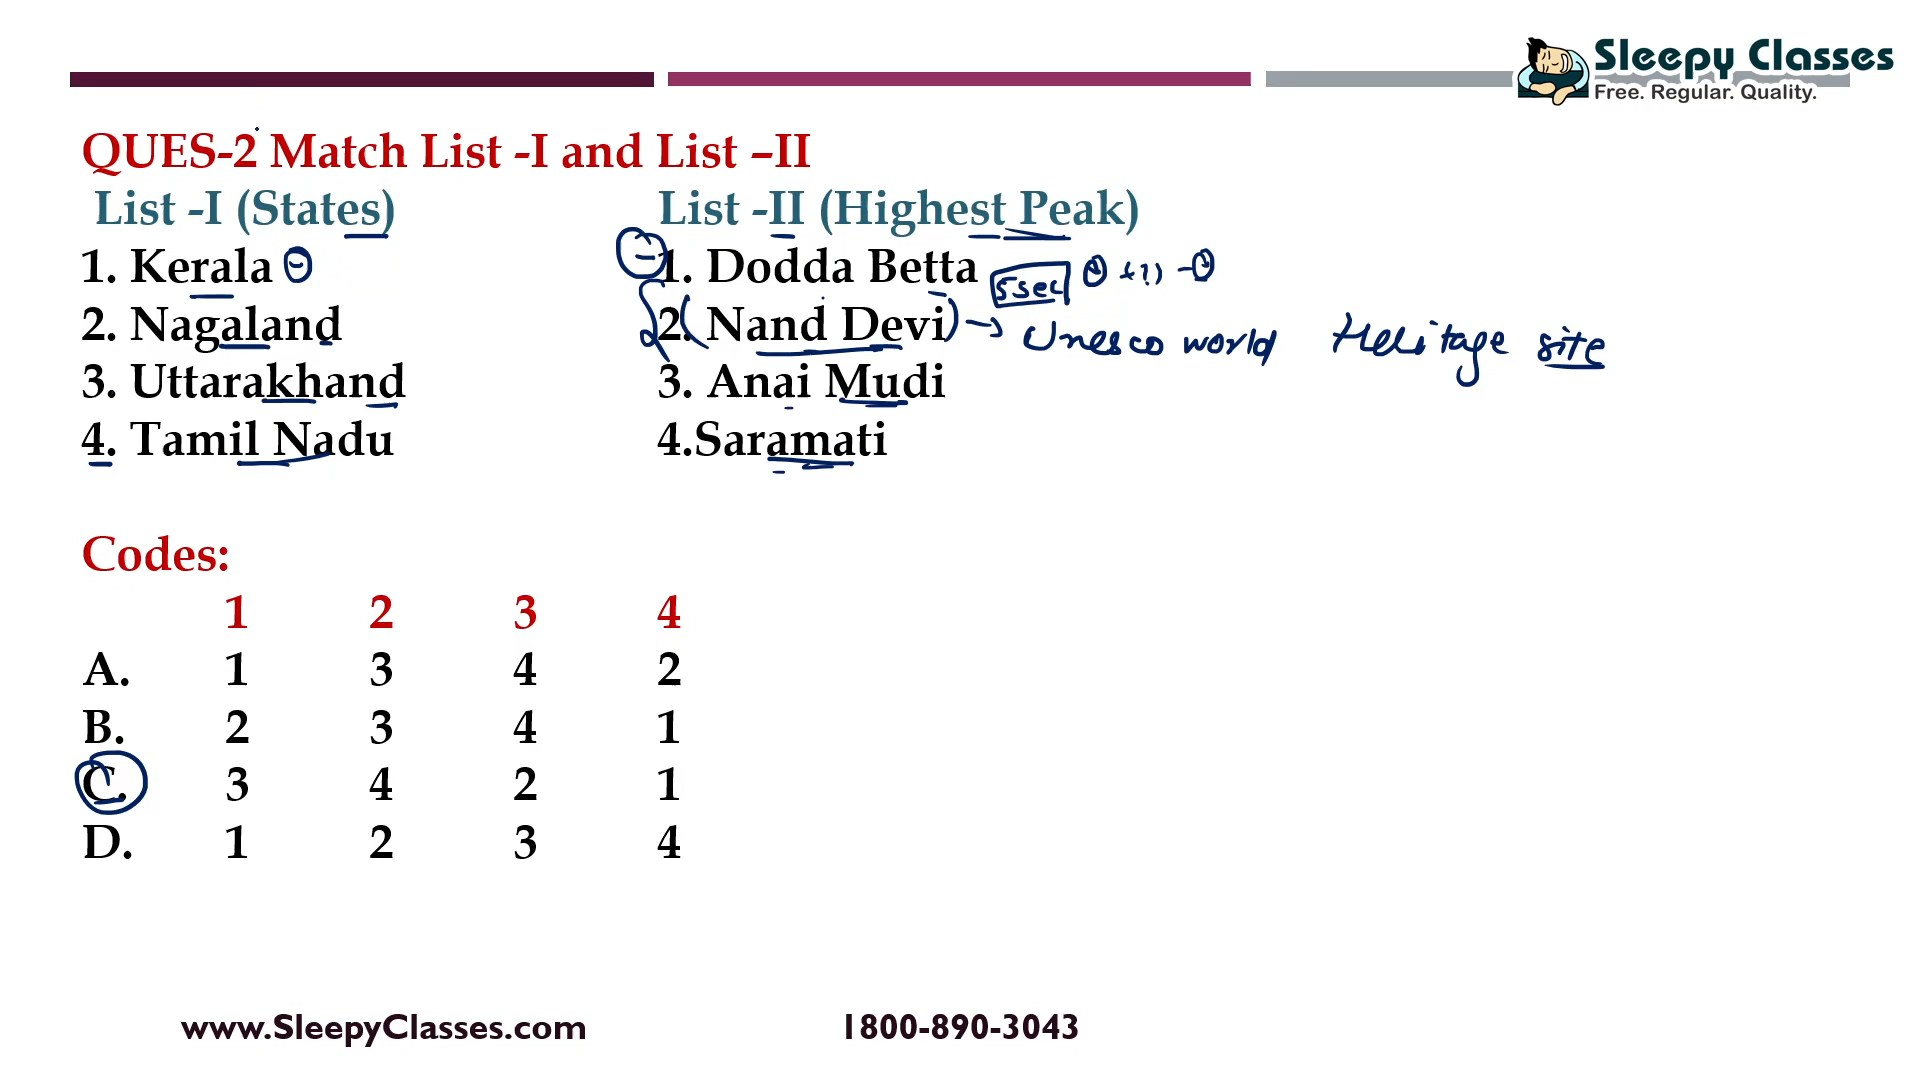 Sleepy Classes
Free. Regular. Quality.
QUES-2 Match List -I and List –II
List -I (States) List -II (Highest Peak)
1. Kerala 1. Dodda Betta 5sec
2. Nagaland 2. Nand Devi → Unesco world Heritage site
3. Uttarakhand 3. Anai Mudi
4. Tamil Nadu 4.Saramati
Codes:
1 2 3 4
A. 1 3 4 2
B. 2 3 4 1
C. 3 4 2 1
D. 1 2 3 4
www.SleepyClasses.com 1800-890-3043